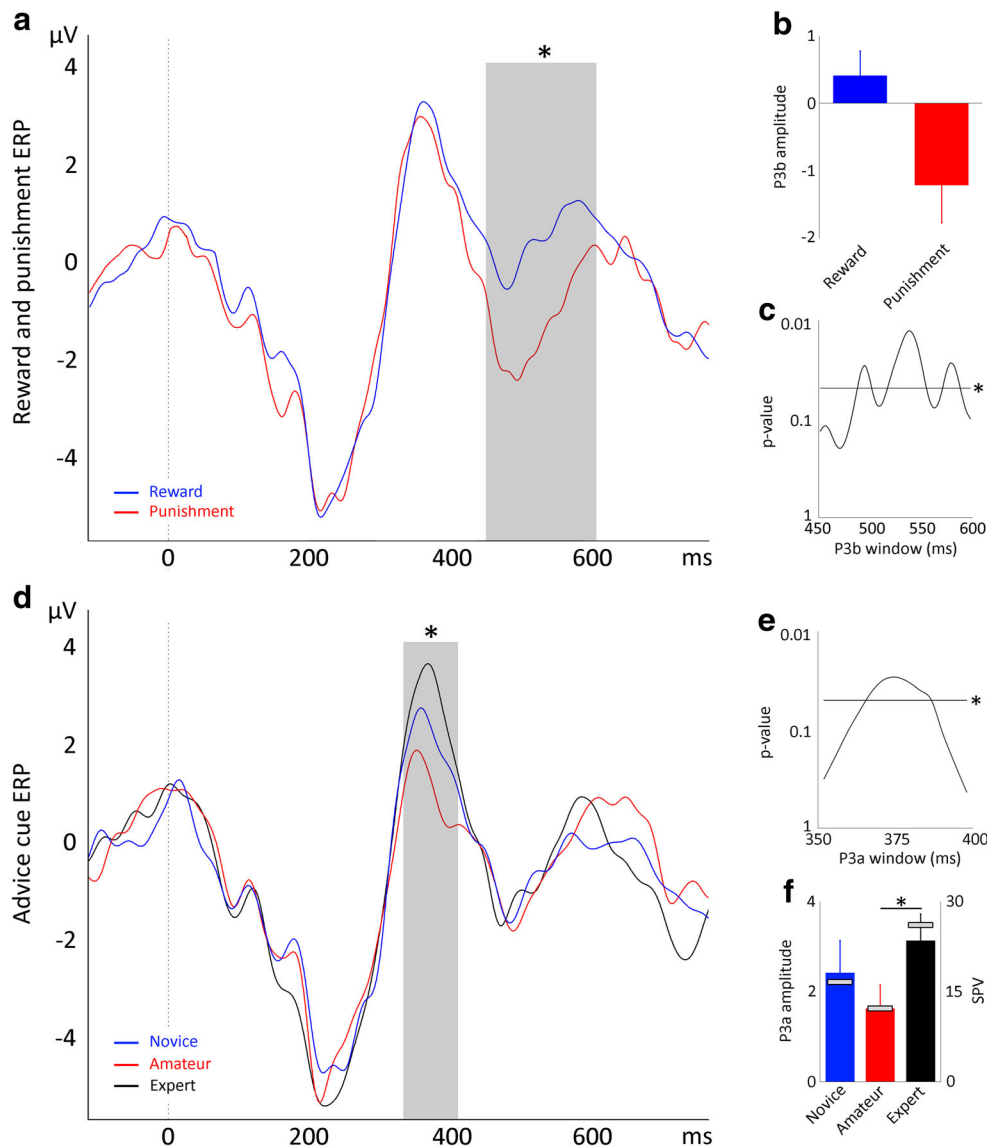 a
µV
4
2
0
-2
-4
Reward and punishment ERP
*
Reward
Punishment
0
200
400
600
ms
b
1
0
-1
-2
P3b amplitude
Reward
Punishment
c
0.01
0.1
1
p-value
*
450
500
550
600
P3b window (ms)
d
µV
4
2
0
-2
-4
Advice cue ERP
*
Novice
Amateur
Expert
0
200
400
600
ms
e
0.01
0.1
1
p-value
*
350
375
400
P3a window (ms)
f
4
2
0
P3a amplitude
*
30
15
0
SPV
Novice
Amateur
Expert